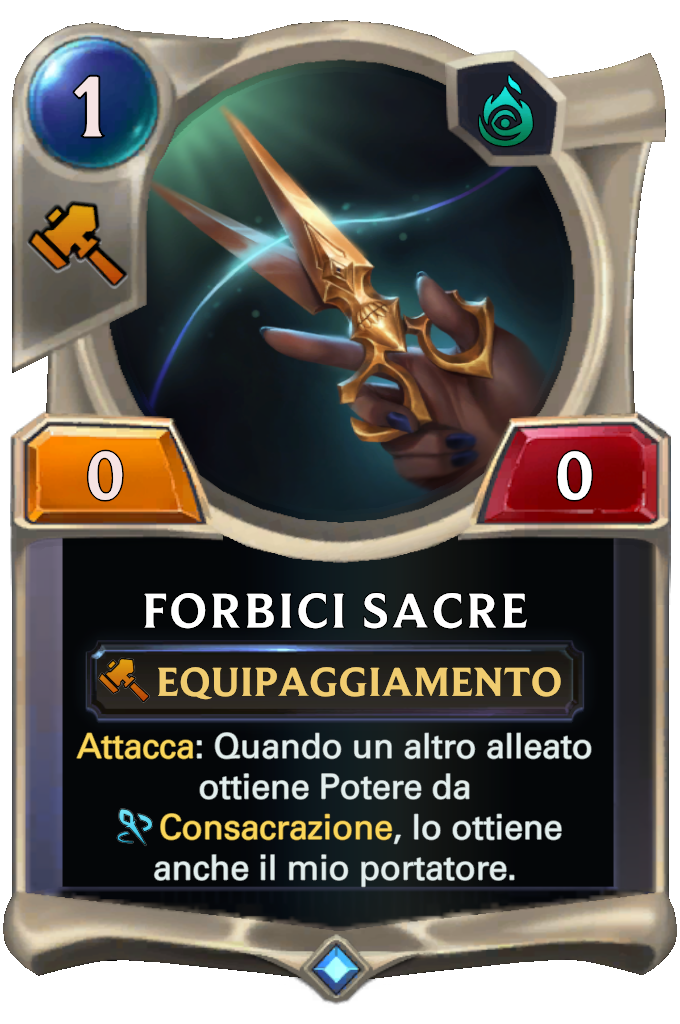 1
0
0
FORBICI SACRE
EQUIPAGGIAMENTO
Attacca: Quando un altro alleato
ottiene Potere da
Consacrazione, lo ottiene
anche il mio portatore.